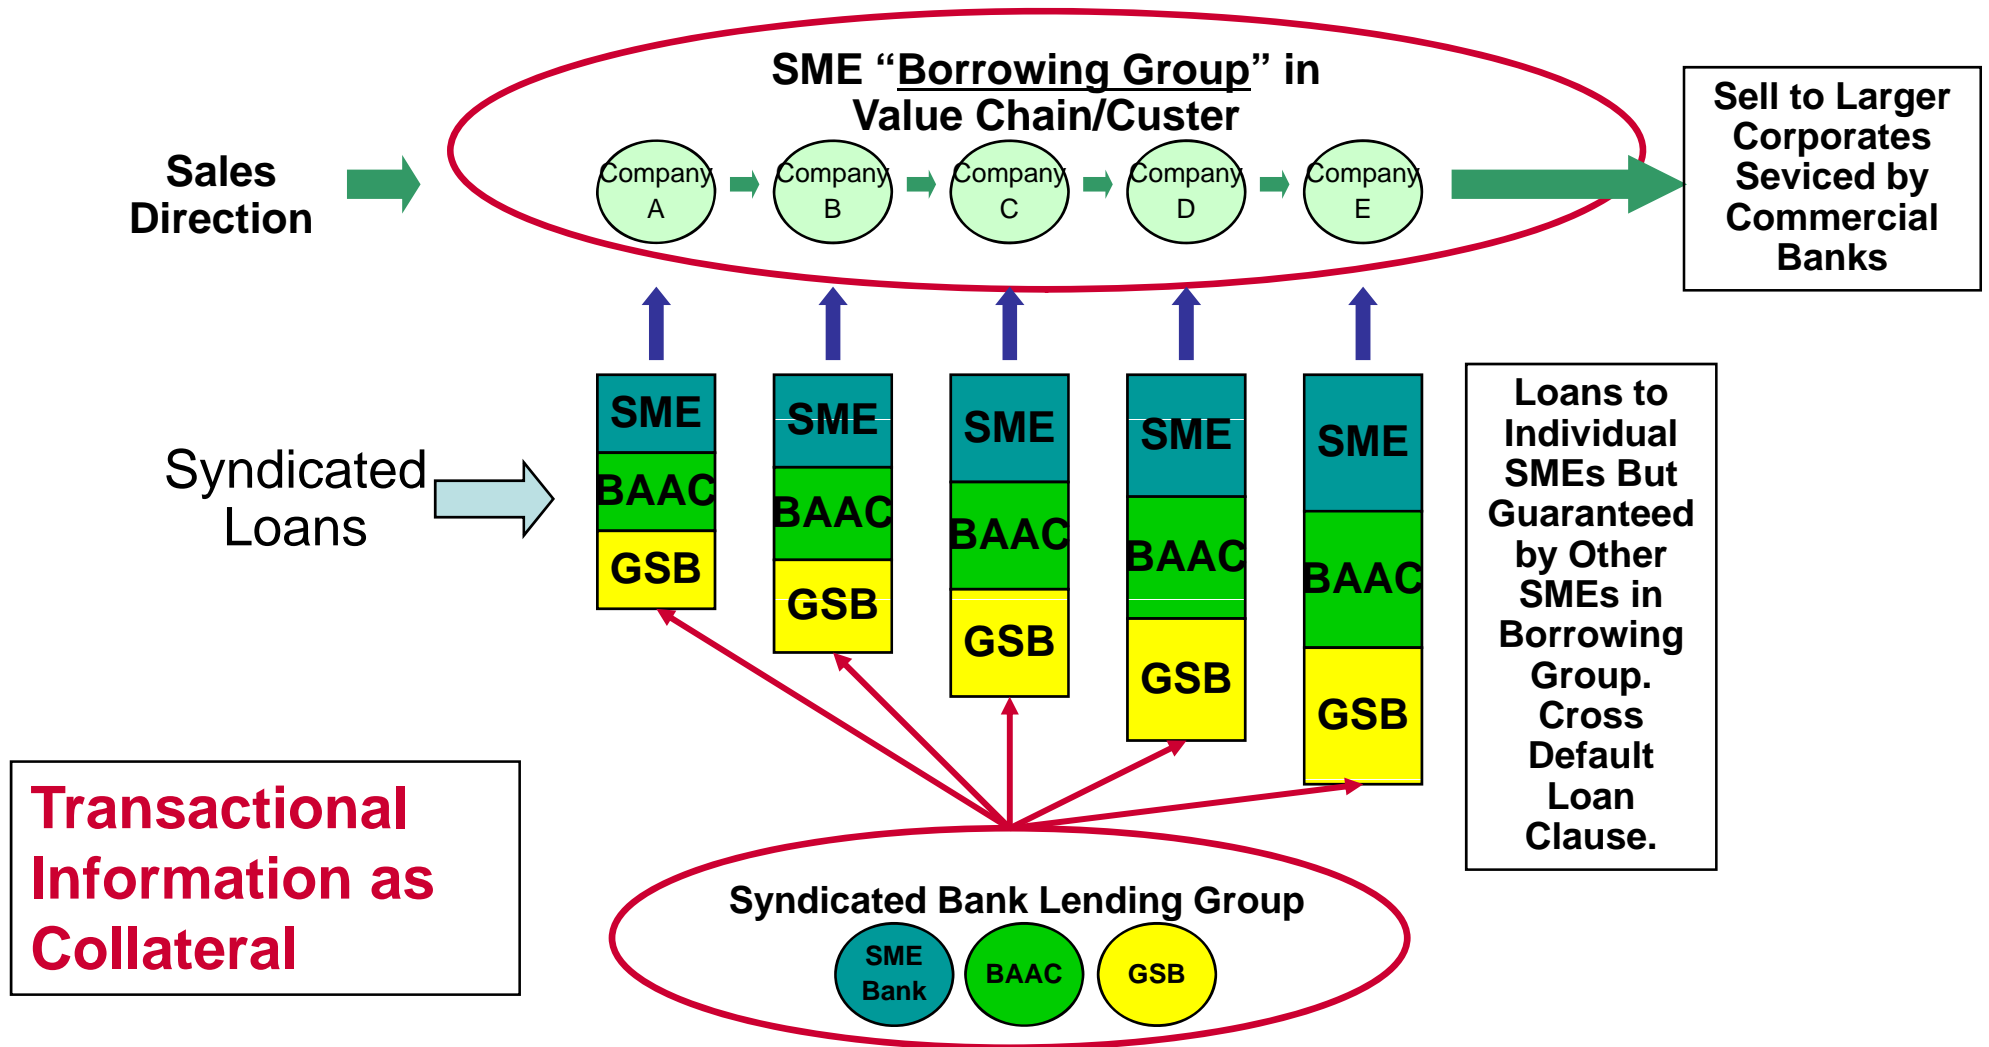 SME “Borrowing Group” in
Value Chain/Custer
Sales
Direction
Company
A
Company
B
Company
C
Company
D
Company
E
Sell to Larger
Corporates
Seviced by
Commercial
Banks
Syndicated
Loans
SME
BAAC
GSB
SME
BAAC
GSB
SME
BAAC
GSB
SME
BAAC
GSB
SME
BAAC
GSB
Loans to
Individual
SMEs But
Guaranteed
by Other
SMEs in
Borrowing
Group.
Cross
Default
Loan
Clause.
Transactional
Information as
Collateral
Syndicated Bank Lending Group
SME
Bank
BAAC
GSB